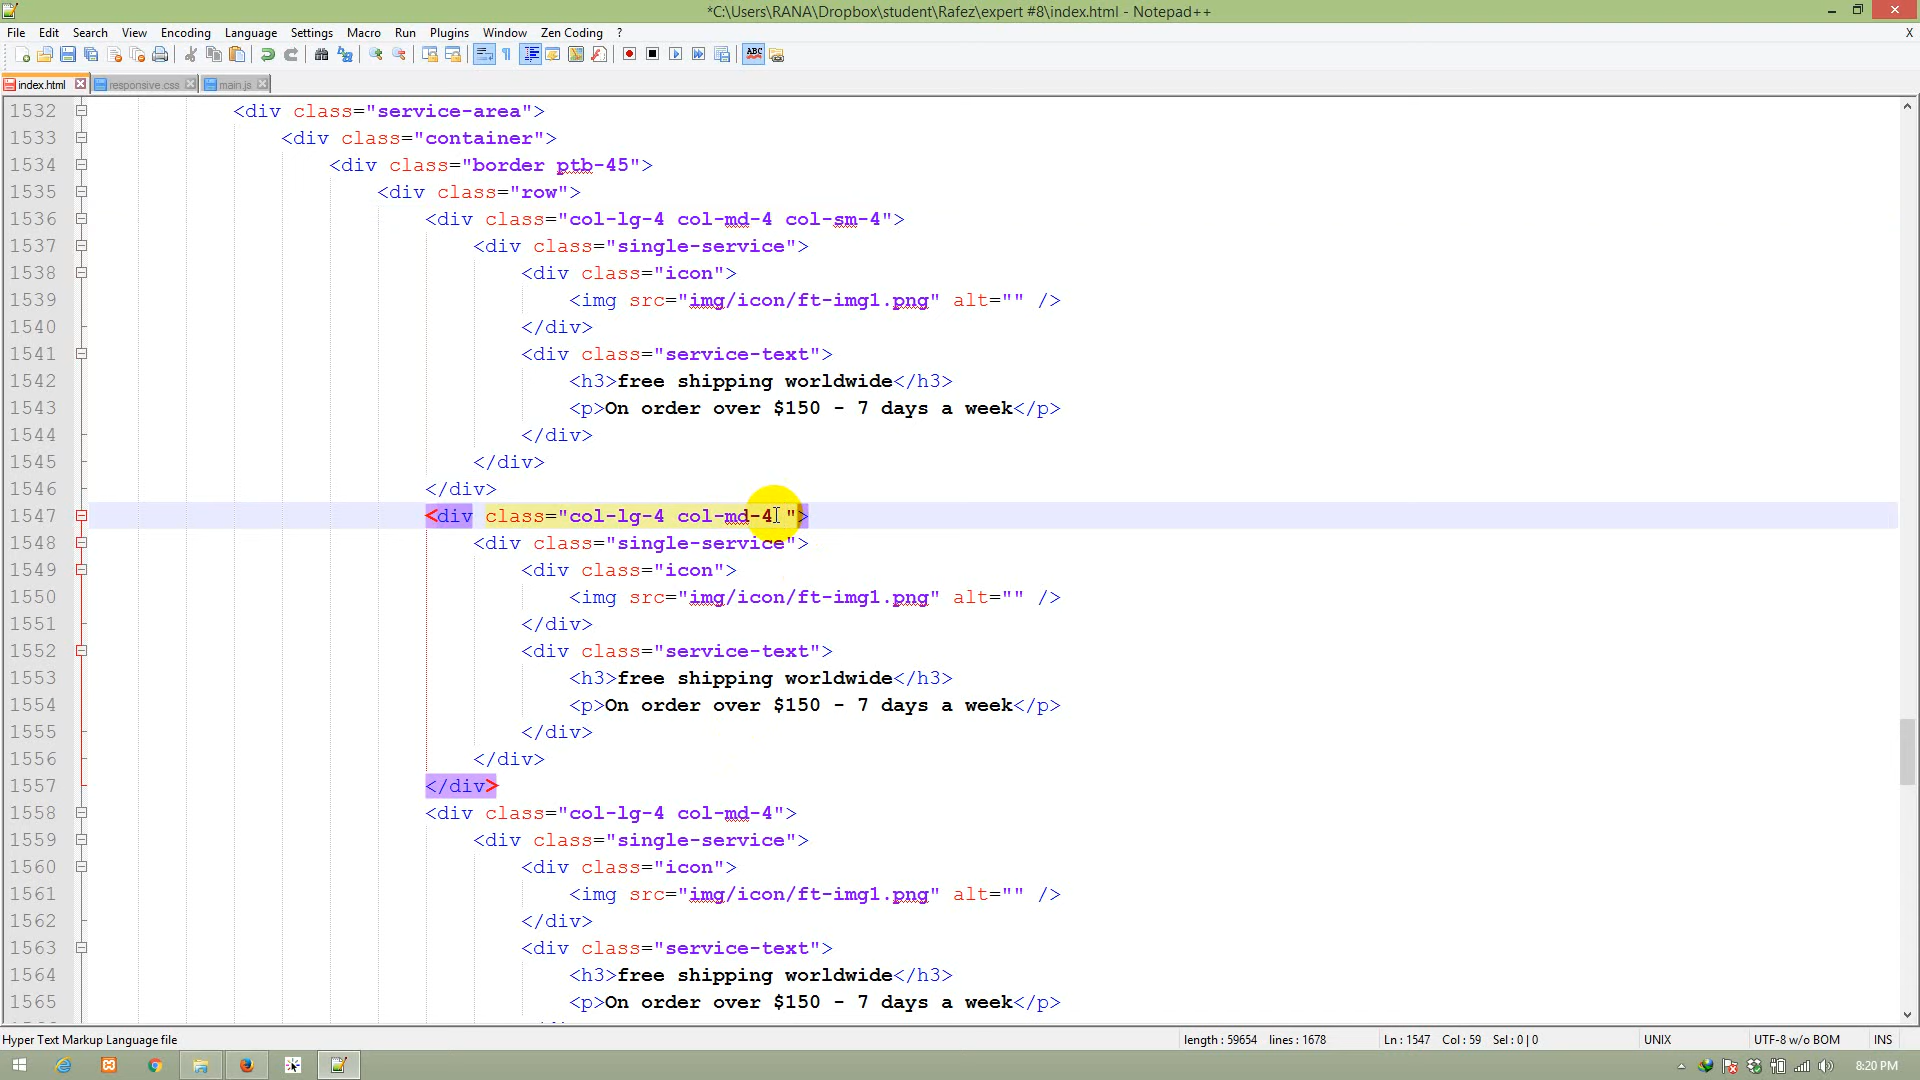 *C:\Users\RANA\Dropbox\student\Rafez\expert #8\index.html - Notepad++
File Edit Search View Encoding Language Settings Macro Run Plugins Window Zen Coding ? X
index.html responsive.css main.js
1532 <div class="service-area">
1533 <div class="container">
1534 <div class="border ptb-45">
1535 <div class="row">
1536 <div class="col-lg-4 col-md-4 col-sm-4">
1537 <div class="single-service">
1538 <div class="icon">
1539 <img src="img/icon/ft-img1.png" alt="" />
1540 </div>
1541 <div class="service-text">
1542 <h3>free shipping worldwide</h3>
1543 <p>On order over $150 - 7 days a week</p>
1544 </div>
1545 </div>
1546 </div>
1547 <div class="col-lg-4 col-md-4 ">
1548 <div class="single-service">
1549 <div class="icon">
1550 <img src="img/icon/ft-img1.png" alt="" />
1551 </div>
1552 <div class="service-text">
1553 <h3>free shipping worldwide</h3>
1554 <p>On order over $150 - 7 days a week</p>
1555 </div>
1556 </div>
1557 </div>
1558 <div class="col-lg-4 col-md-4">
1559 <div class="single-service">
1560 <div class="icon">
1561 <img src="img/icon/ft-img1.png" alt="" />
1562 </div>
1563 <div class="service-text">
1564 <h3>free shipping worldwide</h3>
1565 <p>On order over $150 - 7 days a week</p>
Hyper Text Markup Language file length : 59654 lines : 1678 Ln : 1547 Col : 59 Sel : 0 | 0 UNIX UTF-8 w/o BOM INS
8:20 PM